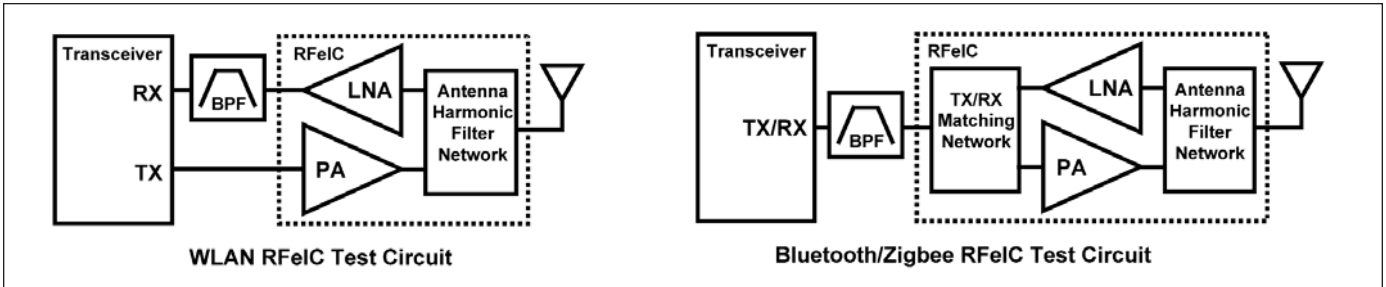 Transceiver
RX
TX
BPF
RFeIC
LNA
PA
Antenna
Harmonic
Filter
Network
WLAN RFeIC Test Circuit
Transceiver
TX/RX
BPF
RFeIC
TX/RX
Matching
Network
LNA
PA
Antenna
Harmonic
Filter
Network
Bluetooth/Zigbee RFeIC Test Circuit